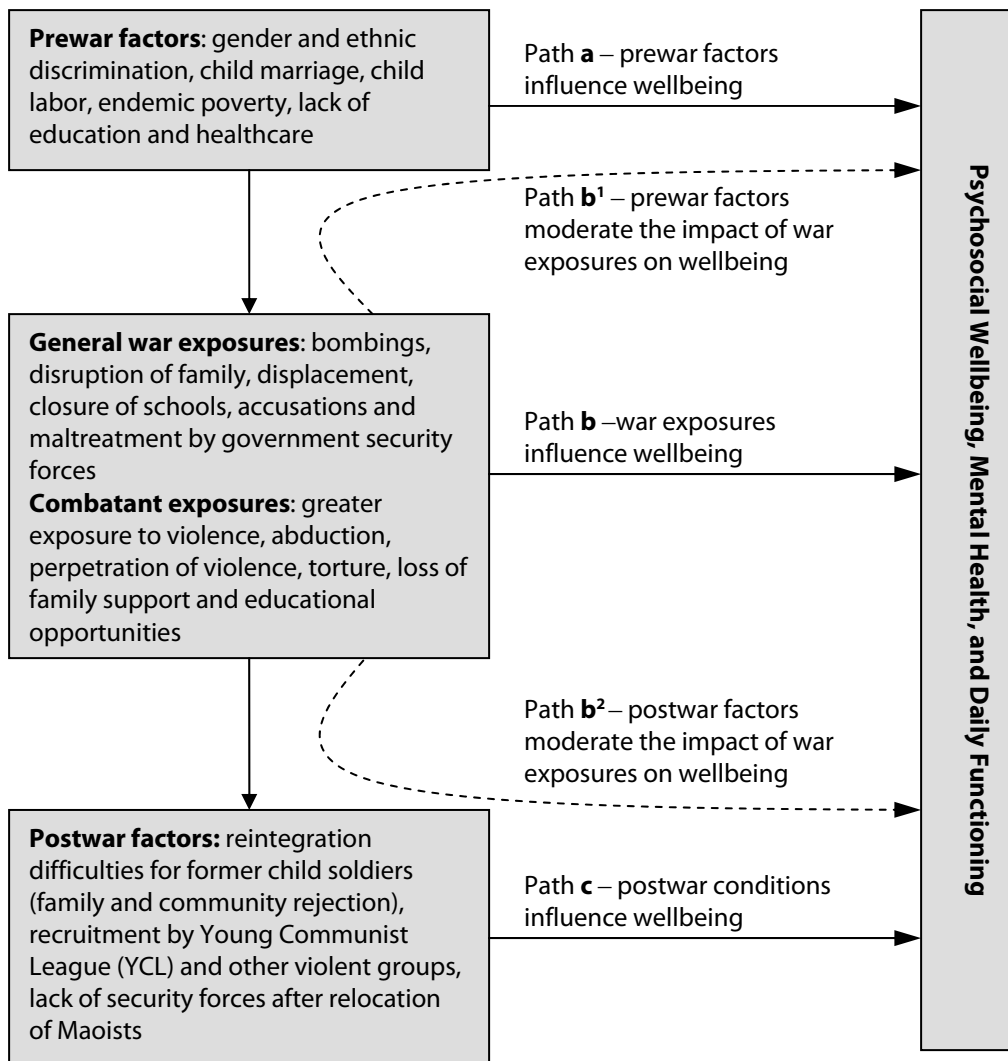 Prewar factors: gender and ethnic
discrimination, child marriage, child
labor, endemic poverty, lack of
education and healthcare
Path a – prewar factors
influence wellbeing
Path b¹ – prewar factors
moderate the impact of war
exposures on wellbeing
General war exposures: bombings,
disruption of family, displacement,
closure of schools, accusations and
maltreatment by government security
forces
Combatant exposures: greater
exposure to violence, abduction,
perpetration of violence, torture, loss of
family support and educational
opportunities
Path b –war exposures
influence wellbeing
Path b² – postwar factors
moderate the impact of war
exposures on wellbeing
Postwar factors: reintegration
difficulties for former child soldiers
(family and community rejection),
recruitment by Young Communist
League (YCL) and other violent groups,
lack of security forces after relocation
of Maoists
Path c – postwar conditions
influence wellbeing
Psychosocial Wellbeing, Mental Health, and Daily Functioning